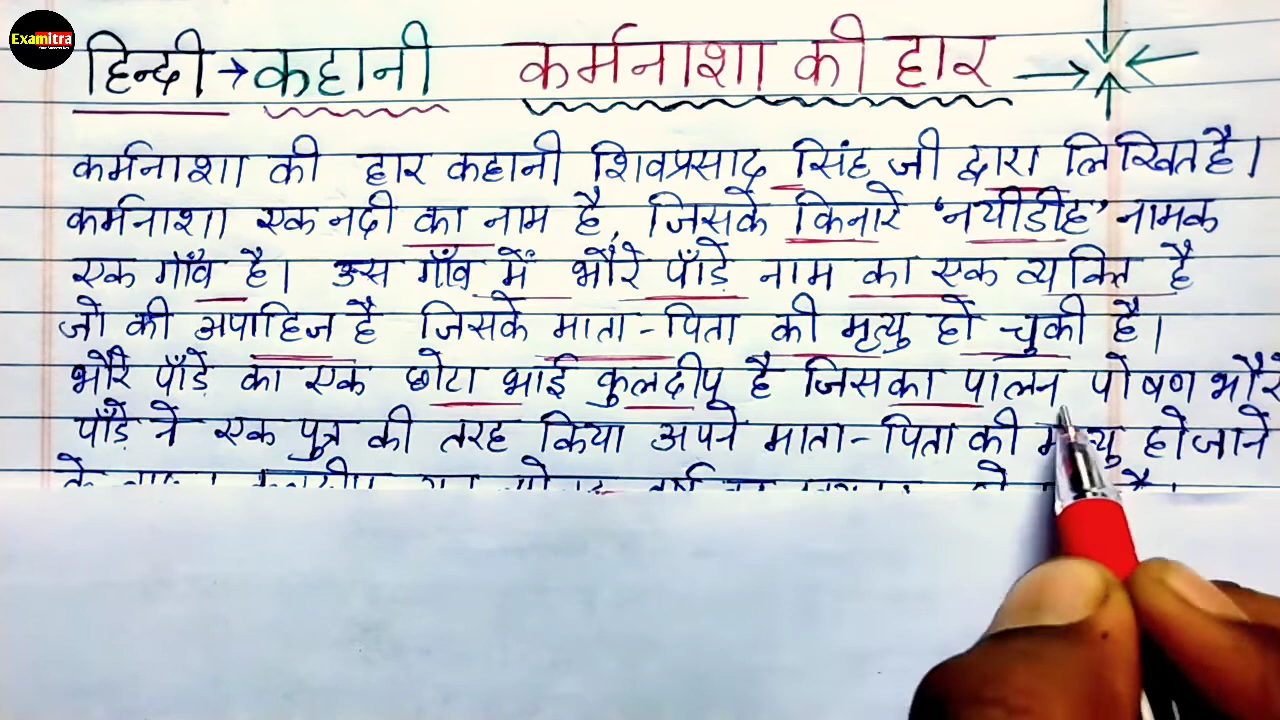 Examitra
हिन्दी → कहानी कर्मनाशा की हार
कर्मनाशा की हार कहानी शिवप्रसाद सिंह जी द्वारा लिखित है।
कर्मनाशा एक नदी का नाम है, जिसके किनारे 'नयीडीह' नामक
एक गाँव है। उस गाँव में भौरे पाँड़े नाम का एक व्यक्ति है
जो की अपाहिज है जिसके माता-पिता की मृत्यु हो चुकी है।
भौरे पाँड़े का एक छोटा भाई कुलदीप है जिसका पालन पोषण भौरे
पाँड़े ने एक पुत्र की तरह किया अपने माता-पिता की मृत्यु हो जाने